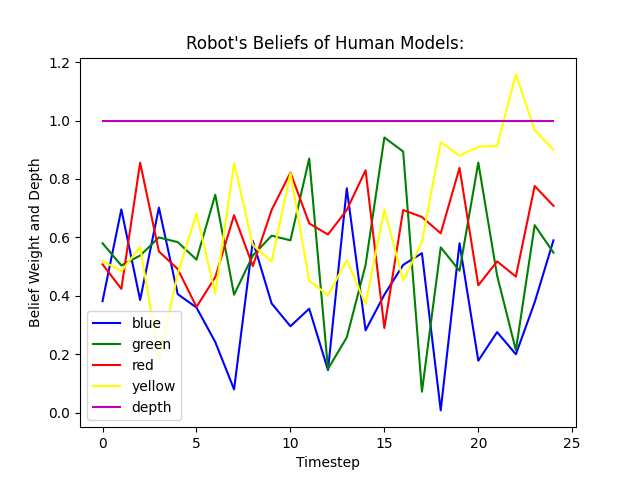 Robot's Beliefs of Human Models:
Belief Weight and Depth
1.2
1.0
0.8
0.6
0.4
0.2
0.0
blue
green
red
yellow
depth
0 5 10 15 20 25
Timestep